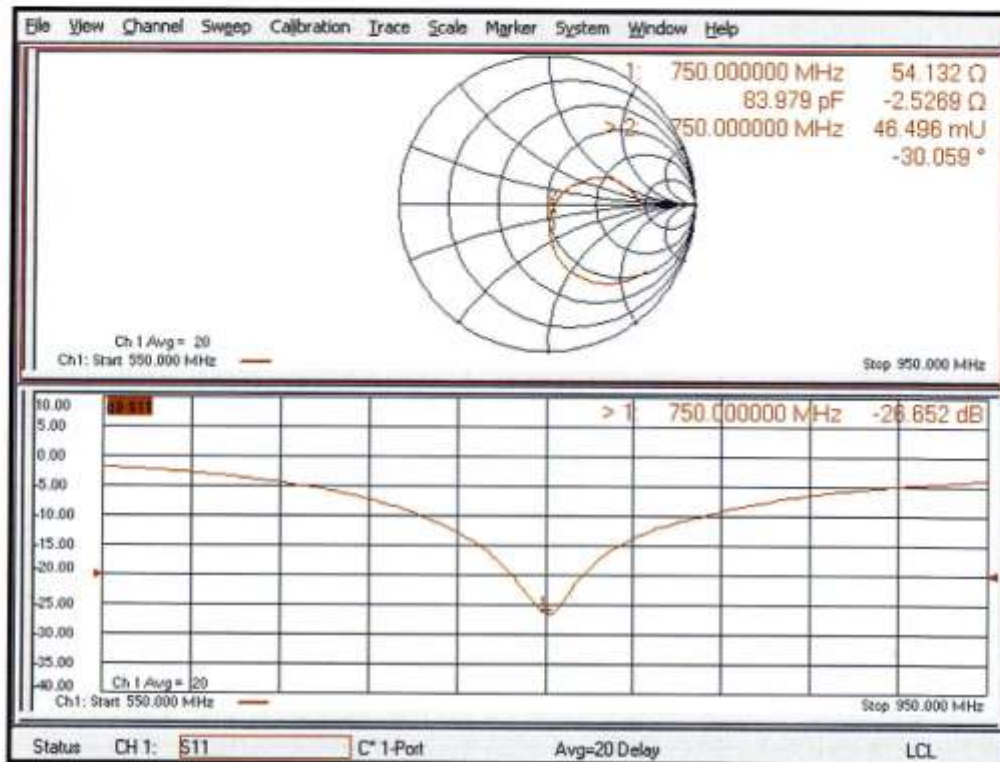 File View Channel Sweep Calibration Trace Scale Marker System Window Help
1: 750.000000 MHz 54.132 Ω
83.979 pF -2.5269 Ω
> 2: 750.000000 MHz 46.496 mU
-30.059 °
Ch 1 Avg = 20
Ch1: Start 550.000 MHz
Stop 950.000 MHz
10.00
dB S11
> 1: 750.000000 MHz -26.652 dB
5.00
0.00
-5.00
-10.00
-15.00
-20.00
-25.00
1
-30.00
-35.00
-40.00
Ch 1 Avg = 20
Ch1: Start 550.000 MHz
Stop 950.000 MHz
Status CH 1: S11 C* 1-Port Avg=20 Delay LCL